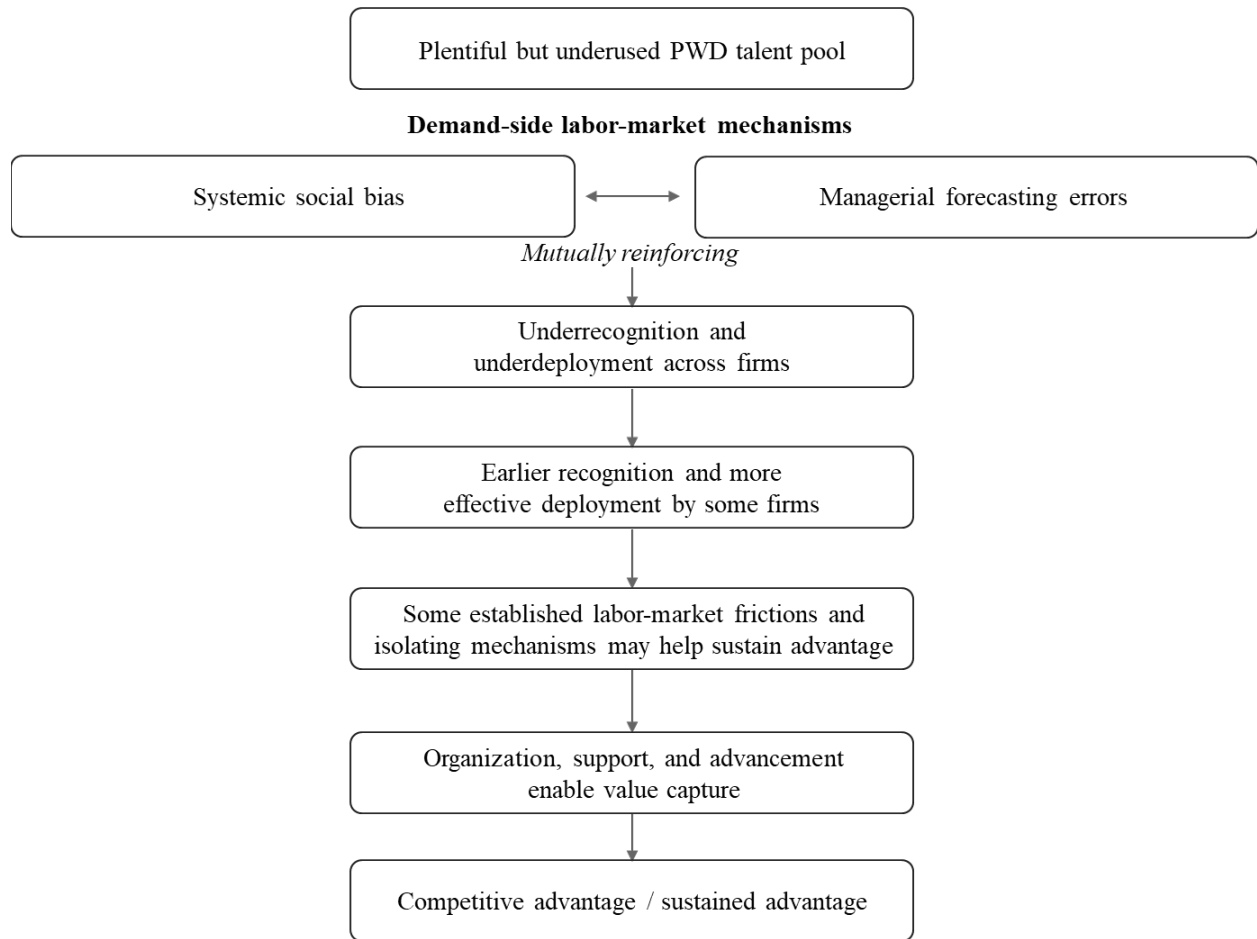 Plentiful but underused PWD talent pool
Demand-side labor-market mechanisms
Systemic social bias
Managerial forecasting errors
Mutually reinforcing
Underrecognition and
underdeployment across firms
Earlier recognition and more
effective deployment by some firms
Some established labor-market frictions and
isolating mechanisms may help sustain advantage
Organization, support, and advancement
enable value capture
Competitive advantage / sustained advantage